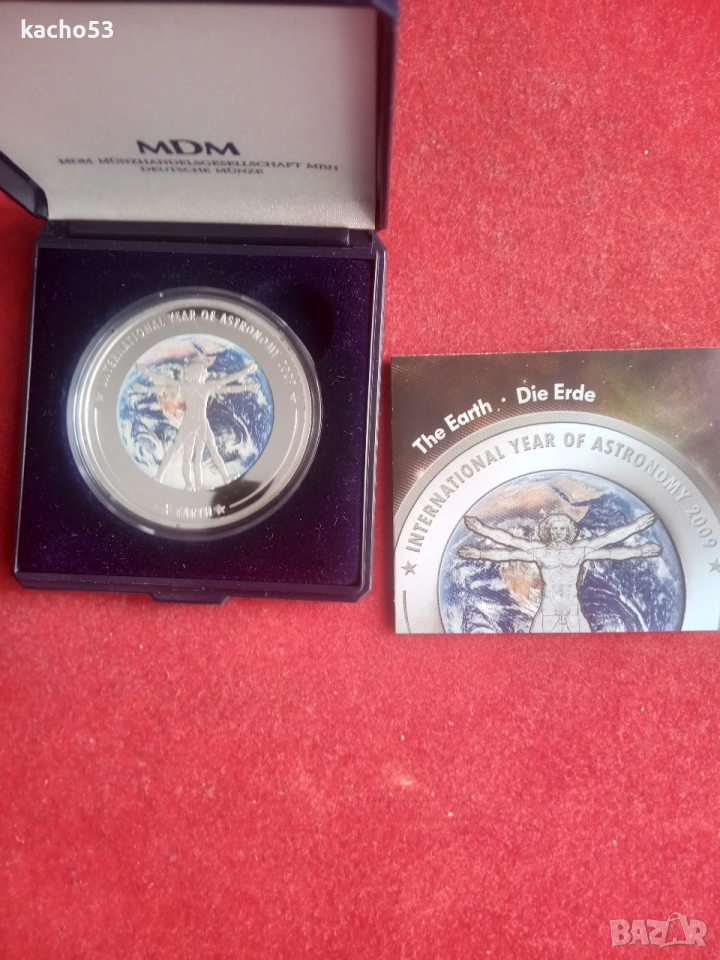 kacho53
MDM
MDM MÜNZHANDELSGESELLSCHAFT MBH
DEUTSCHE MÜNZE
★ INTERNATIONAL YEAR OF ASTRONOMY 2009 ★
EARTH ★
The Earth · Die Erde
★ INTERNATIONAL YEAR OF ASTRONOMY 2009 ★
BAZAR